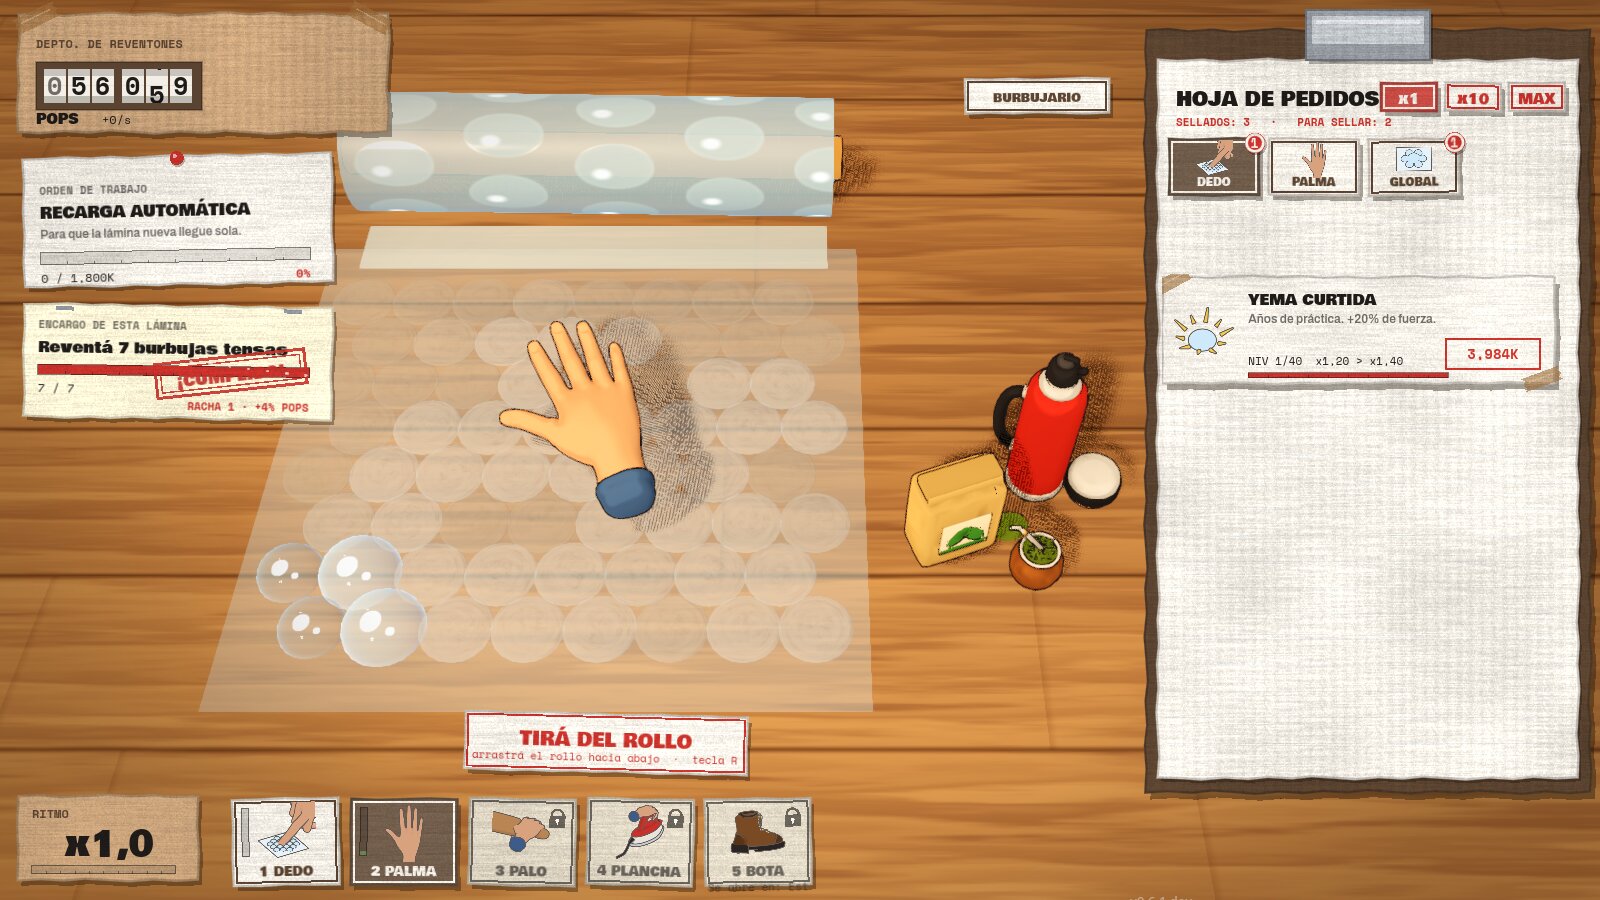 DEPTO. DE REVENTONES
056059
POPS +0/s
ORDEN DE TRABAJO
RECARGA AUTOMÁTICA
Para que la lámina nueva llegue sola.
0 / 1.800K 0%
ENCARGO DE ESTA LÁMINA
Reventá 7 burbujas tensas
7 / 7
RACHA 1 · +4% POPS
BURBUJARIO
HOJA DE PEDIDOS x1 x10 MAX
SELLADOS: 3 · PARA SELLAR: 2
1 1
DEDO PALMA GLOBAL
YEMA CURTIDA
Años de práctica. +20% de fuerza.
NIV 1/40 x1,20 > x1,40 3,984K
TIRÁ DEL ROLLO
arrastrá el rollo hacia abajo · tecla R
RITMO
x1,0
1 DEDO 2 PALMA 3 PALO 4 PLANCHA 5 BOTA